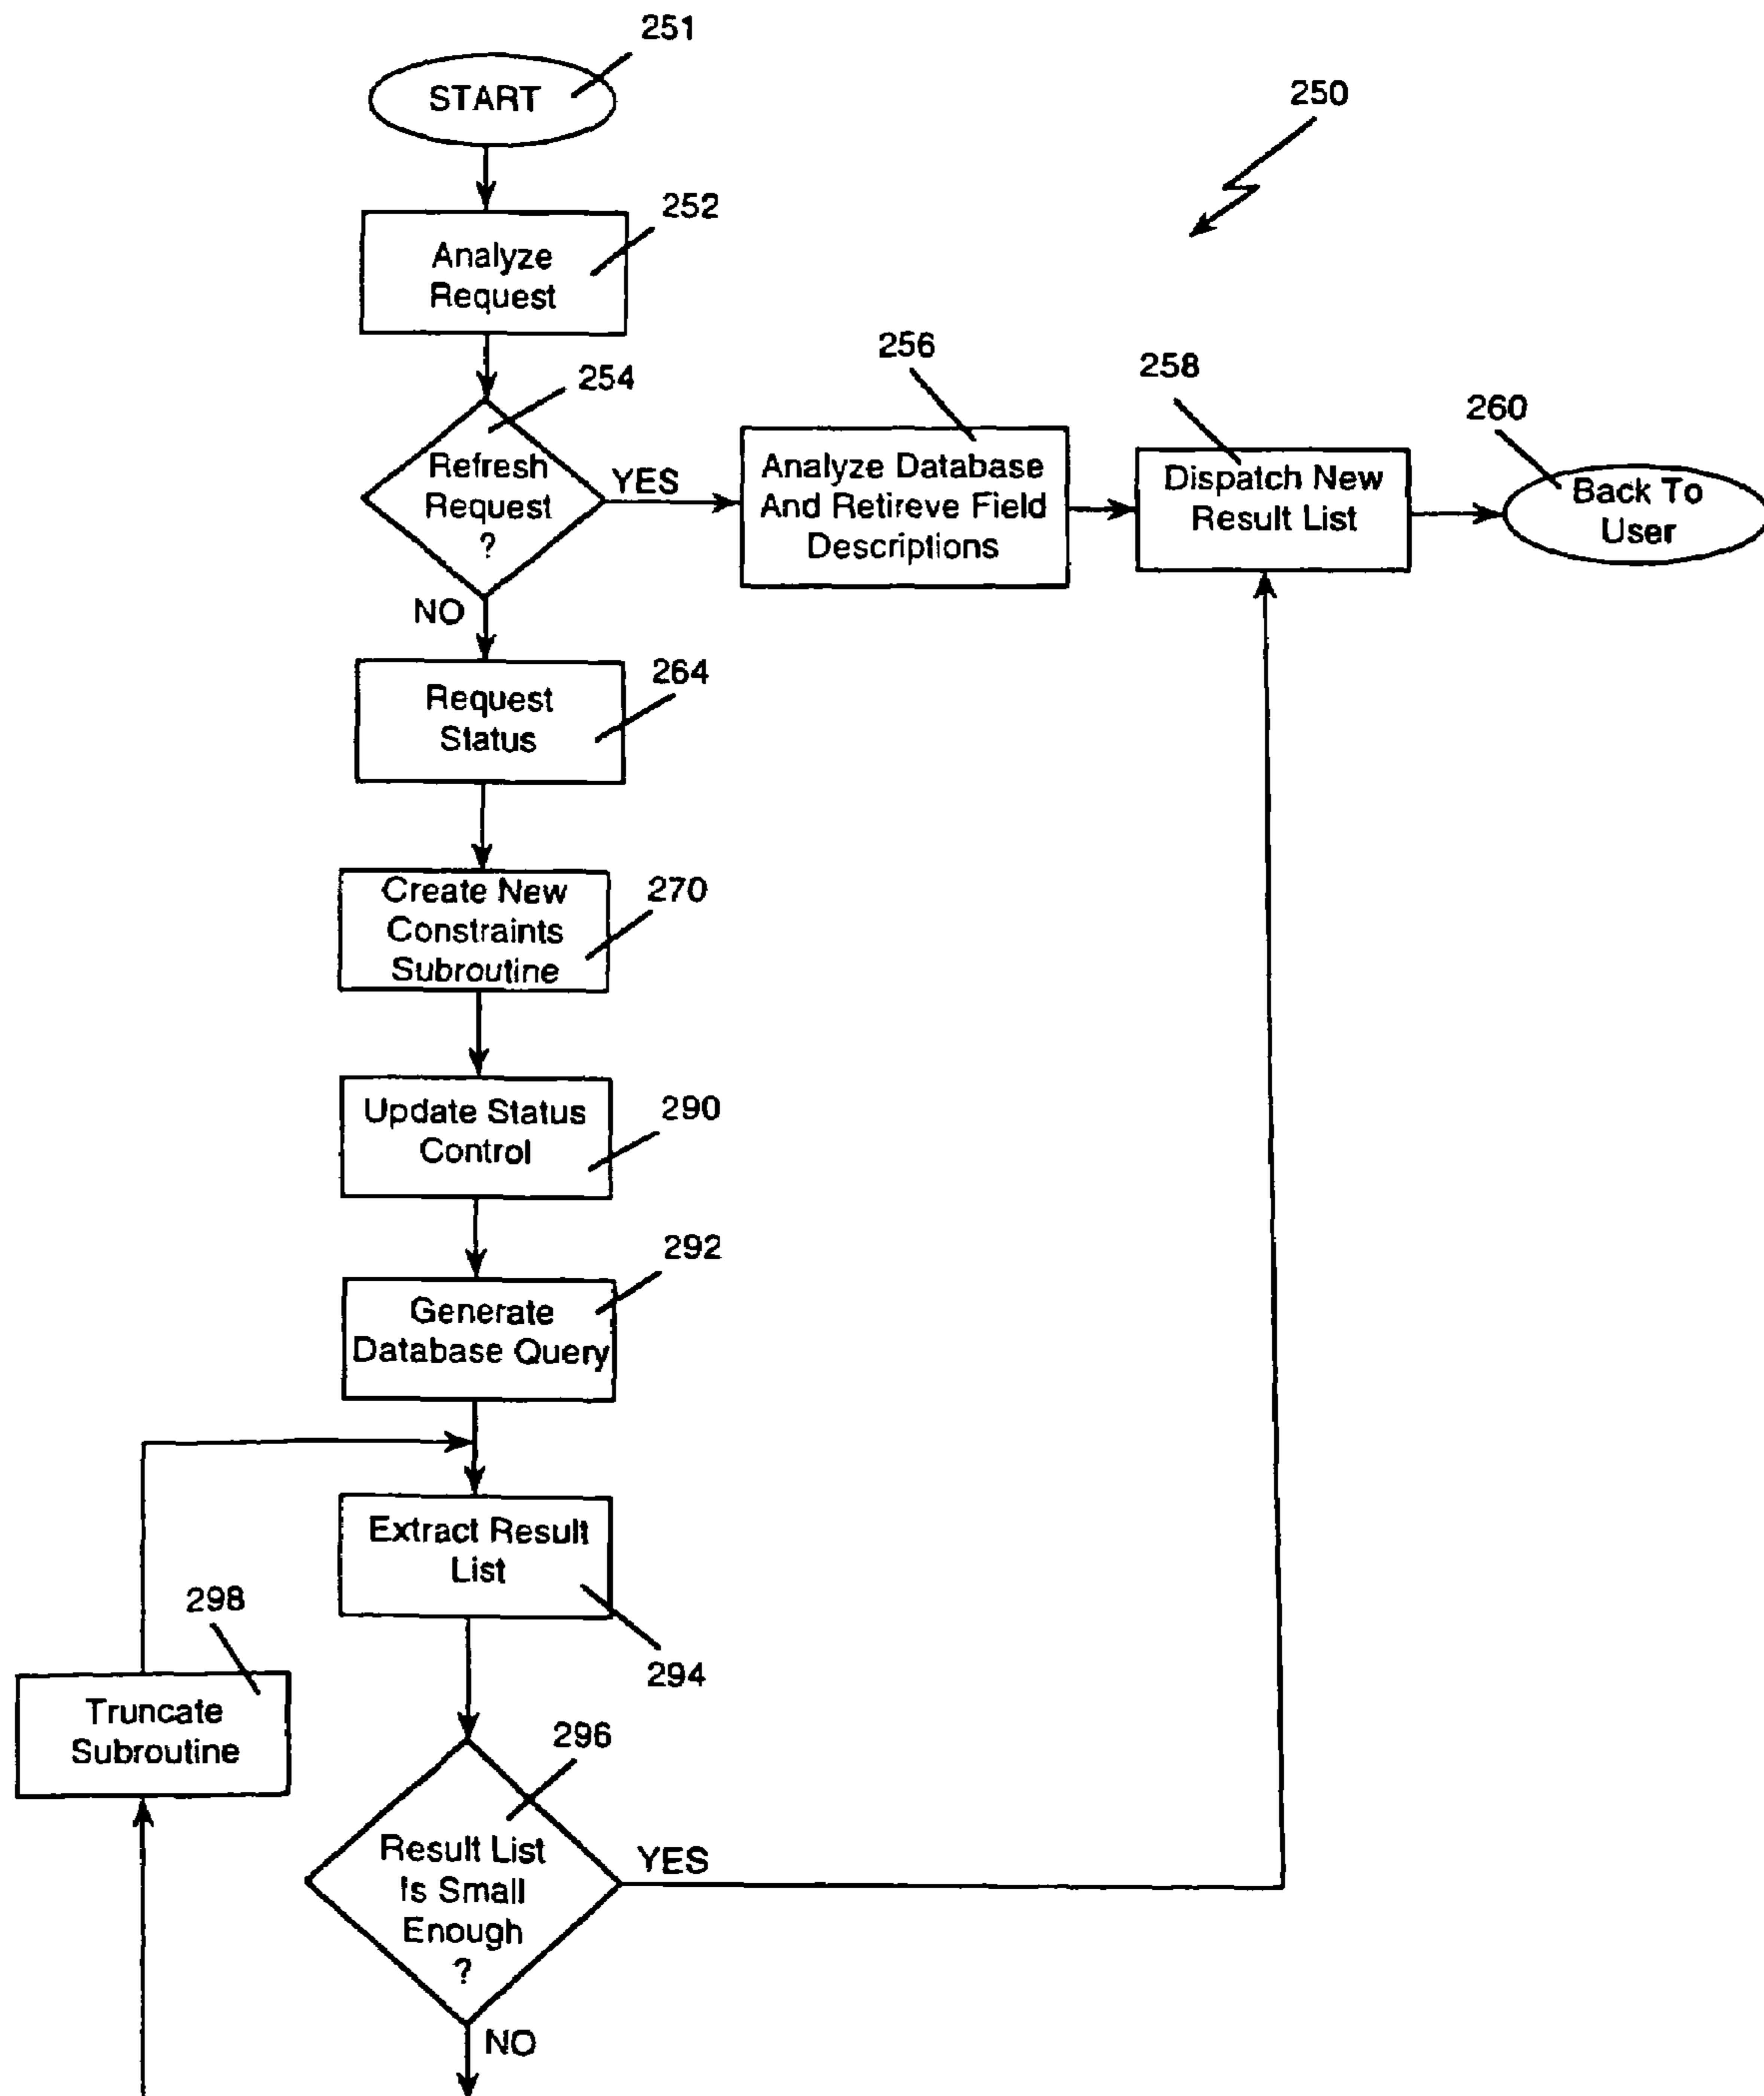 251
START
250
252
Analyze
Request
254
Refresh
Request
?
YES
NO
256
Analyze Database
And Retireve Field
Descriptions
258
Dispatch New
Result List
260
Back To
User
264
Request
Status
270
Create New
Constraints
Subroutine
290
Update Status
Control
292
Generate
Database Query
Extract Result
List
294
298
Truncate
Subroutine
296
Result List
Is Small
Enough
?
YES
NO